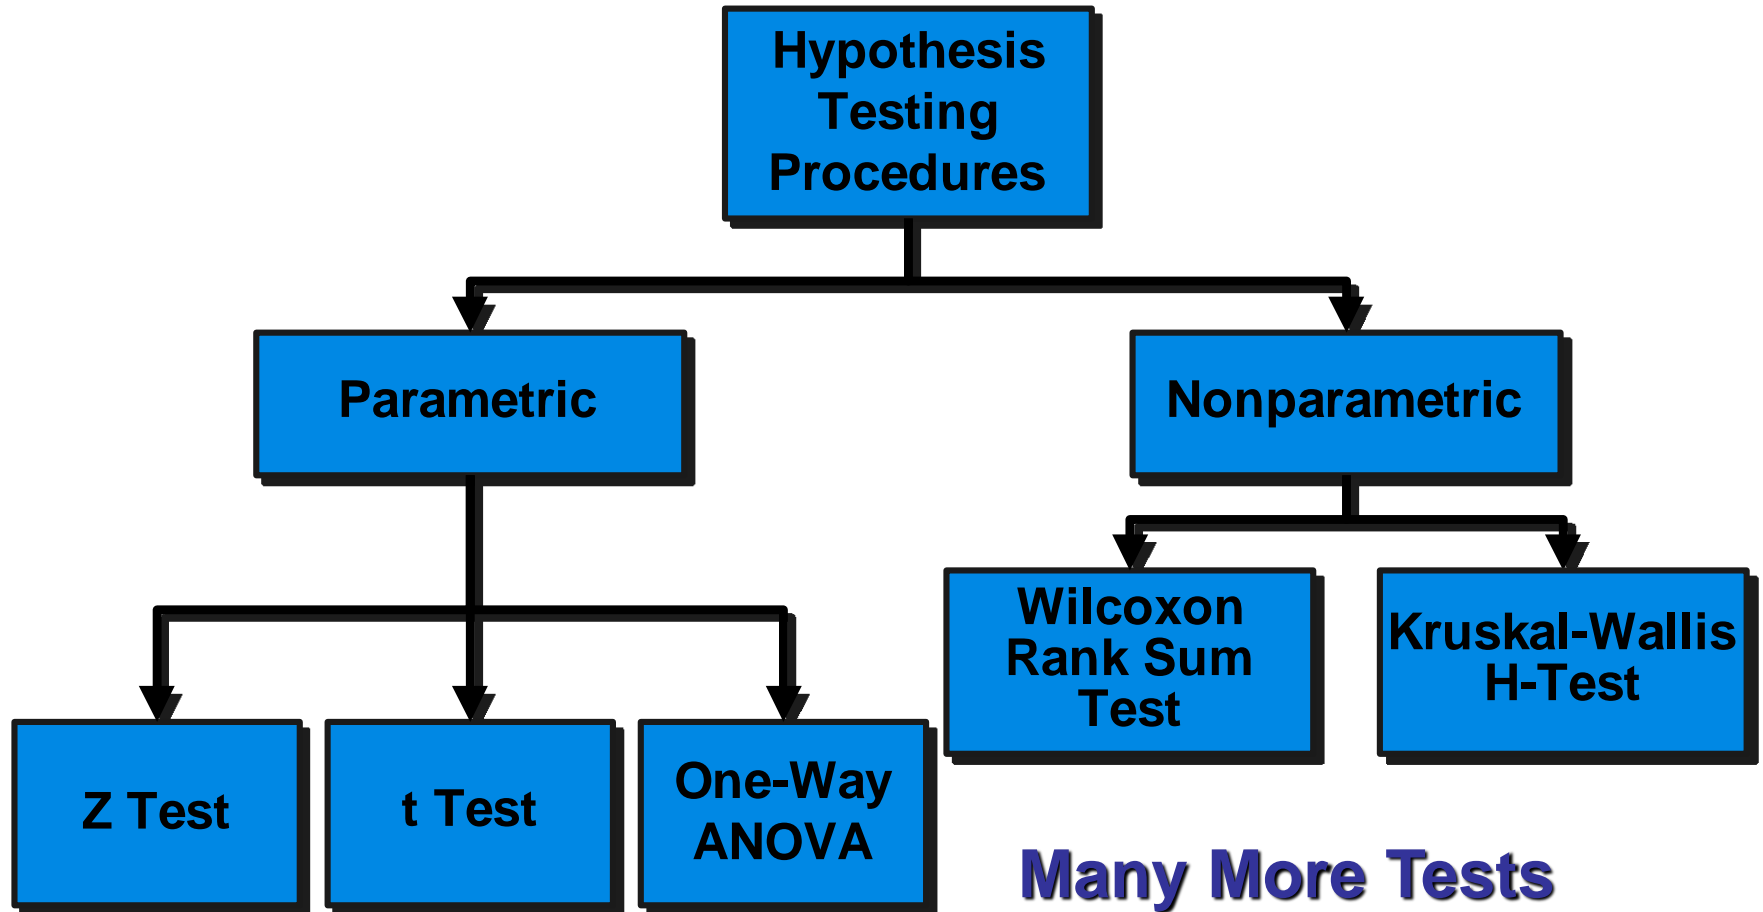 Hypothesis
Testing
Procedures
Parametric
Nonparametric
Z Test
t Test
One-Way
ANOVA
Wilcoxon
Rank Sum
Test
Kruskal-Wallis
H-Test
Many More Tests